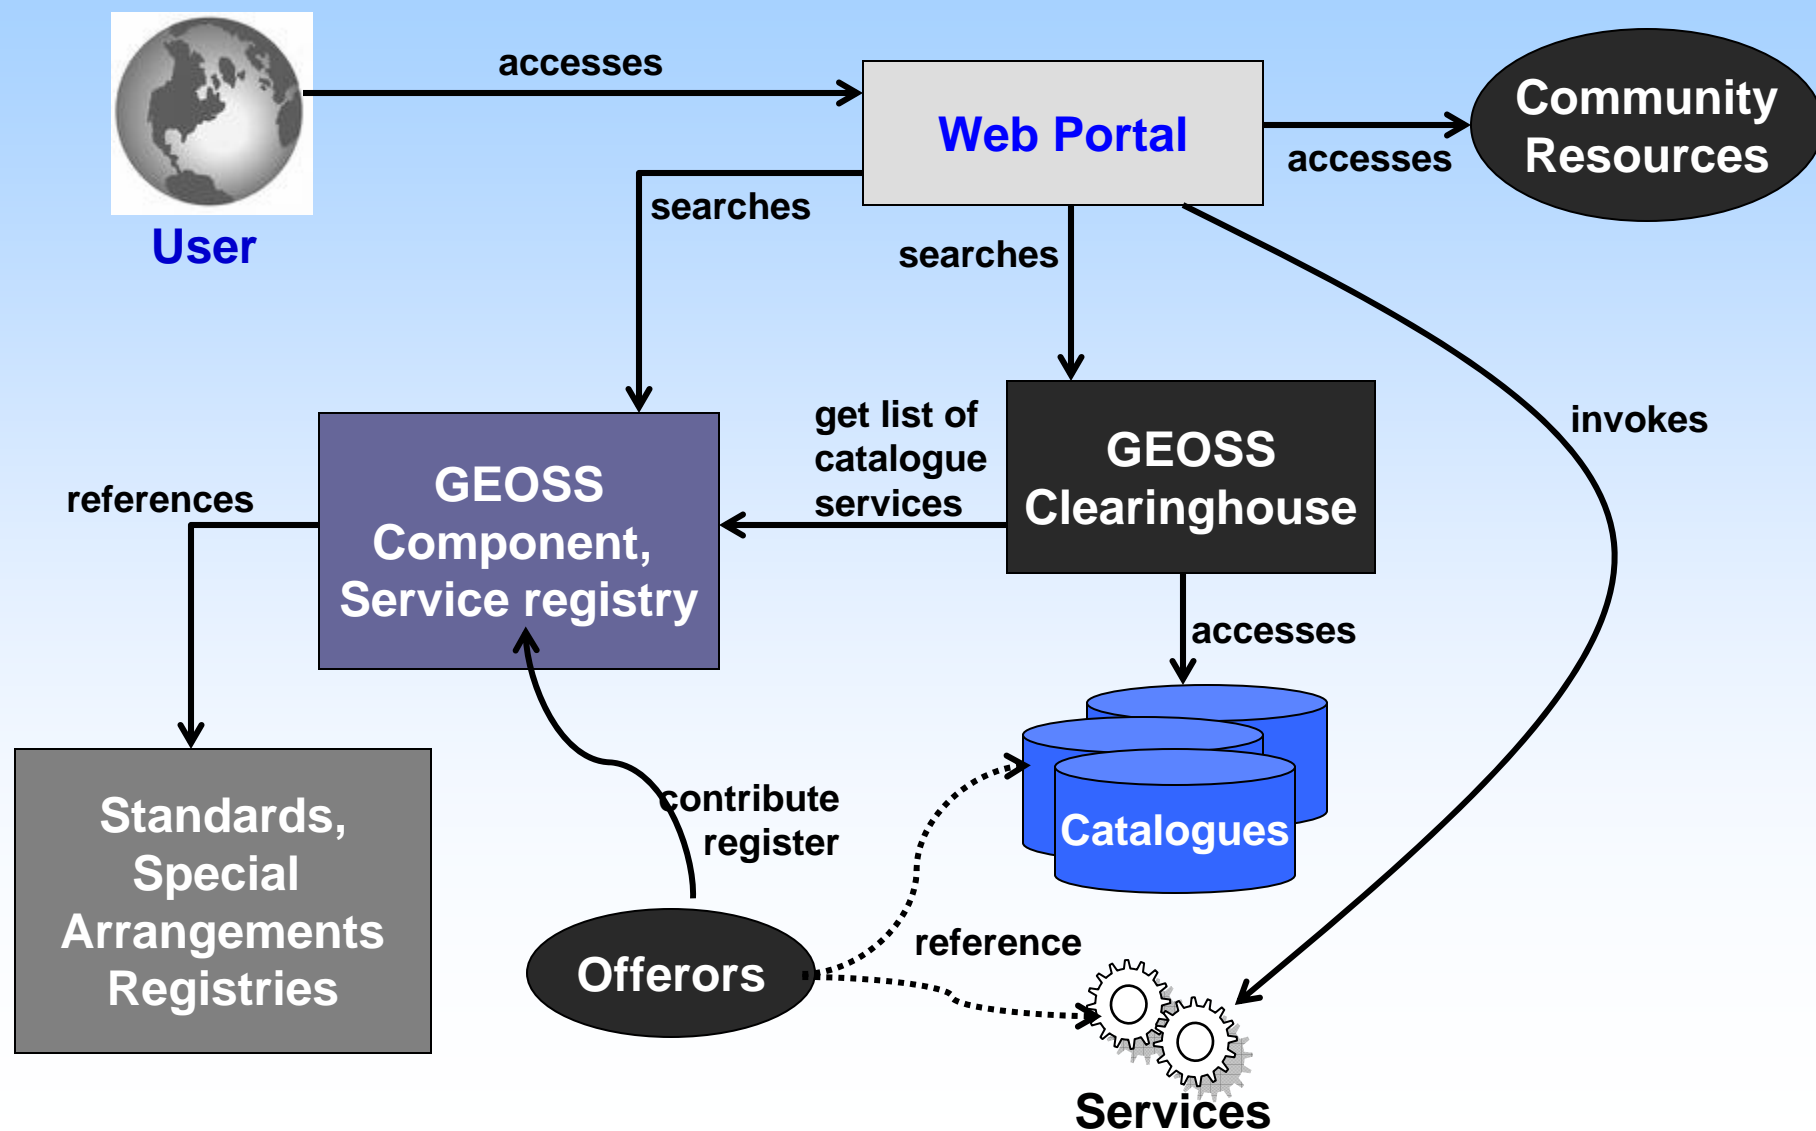 accesses
Web Portal
Community
Resources
accesses
User
searches
searches
invokes
get list of
catalogue
services
GEOSS
Clearinghouse
references
GEOSS
Component,
Service registry
accesses
Standards,
Special
Arrangements
Registries
contribute
register
Catalogues
Offerors
reference
Services